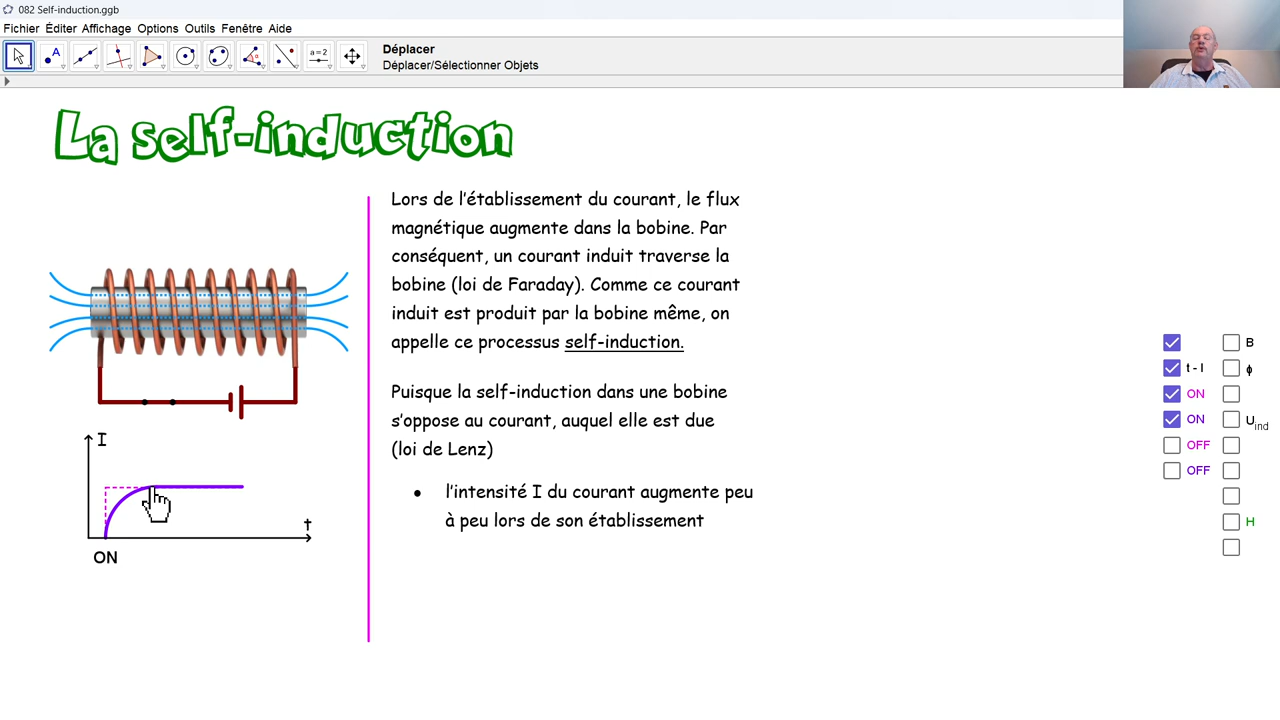 082 Self-induction.ggb
Fichier Éditer Affichage Options Outils Fenêtre Aide
A
a=2
Déplacer
Déplacer/Sélectionner Objets
La self-induction
Lors de l'établissement du courant, le flux
magnétique augmente dans la bobine. Par
conséquent, un courant induit traverse la
bobine (loi de Faraday). Comme ce courant
induit est produit par la bobine même, on
appelle ce processus self-induction.
Puisque la self-induction dans une bobine
s'oppose au courant, auquel elle est due
(loi de Lenz)
• l'intensité I du courant augmente peu
à peu lors de son établissement
I
t
ON
B
t - I ϕ
ON
ON U ind
OFF
OFF
H